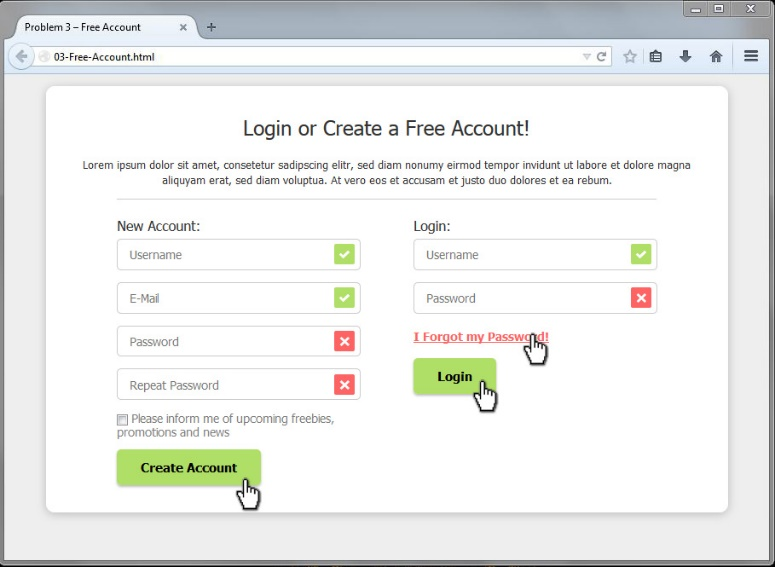 Problem 3 – Free Account
03-Free-Account.html
Login or Create a Free Account!
Lorem ipsum dolor sit amet, consetetur sadipscing elitr, sed diam nonumy eirmod tempor invidunt ut labore et dolore magna
aliquyam erat, sed diam voluptua. At vero eos et accusam et justo duo dolores et ea rebum.
New Account:
Username
E-Mail
Password
Repeat Password
Please inform me of upcoming freebies,
promotions and news
Create Account
Login:
Username
Password
I Forgot my Password!
Login